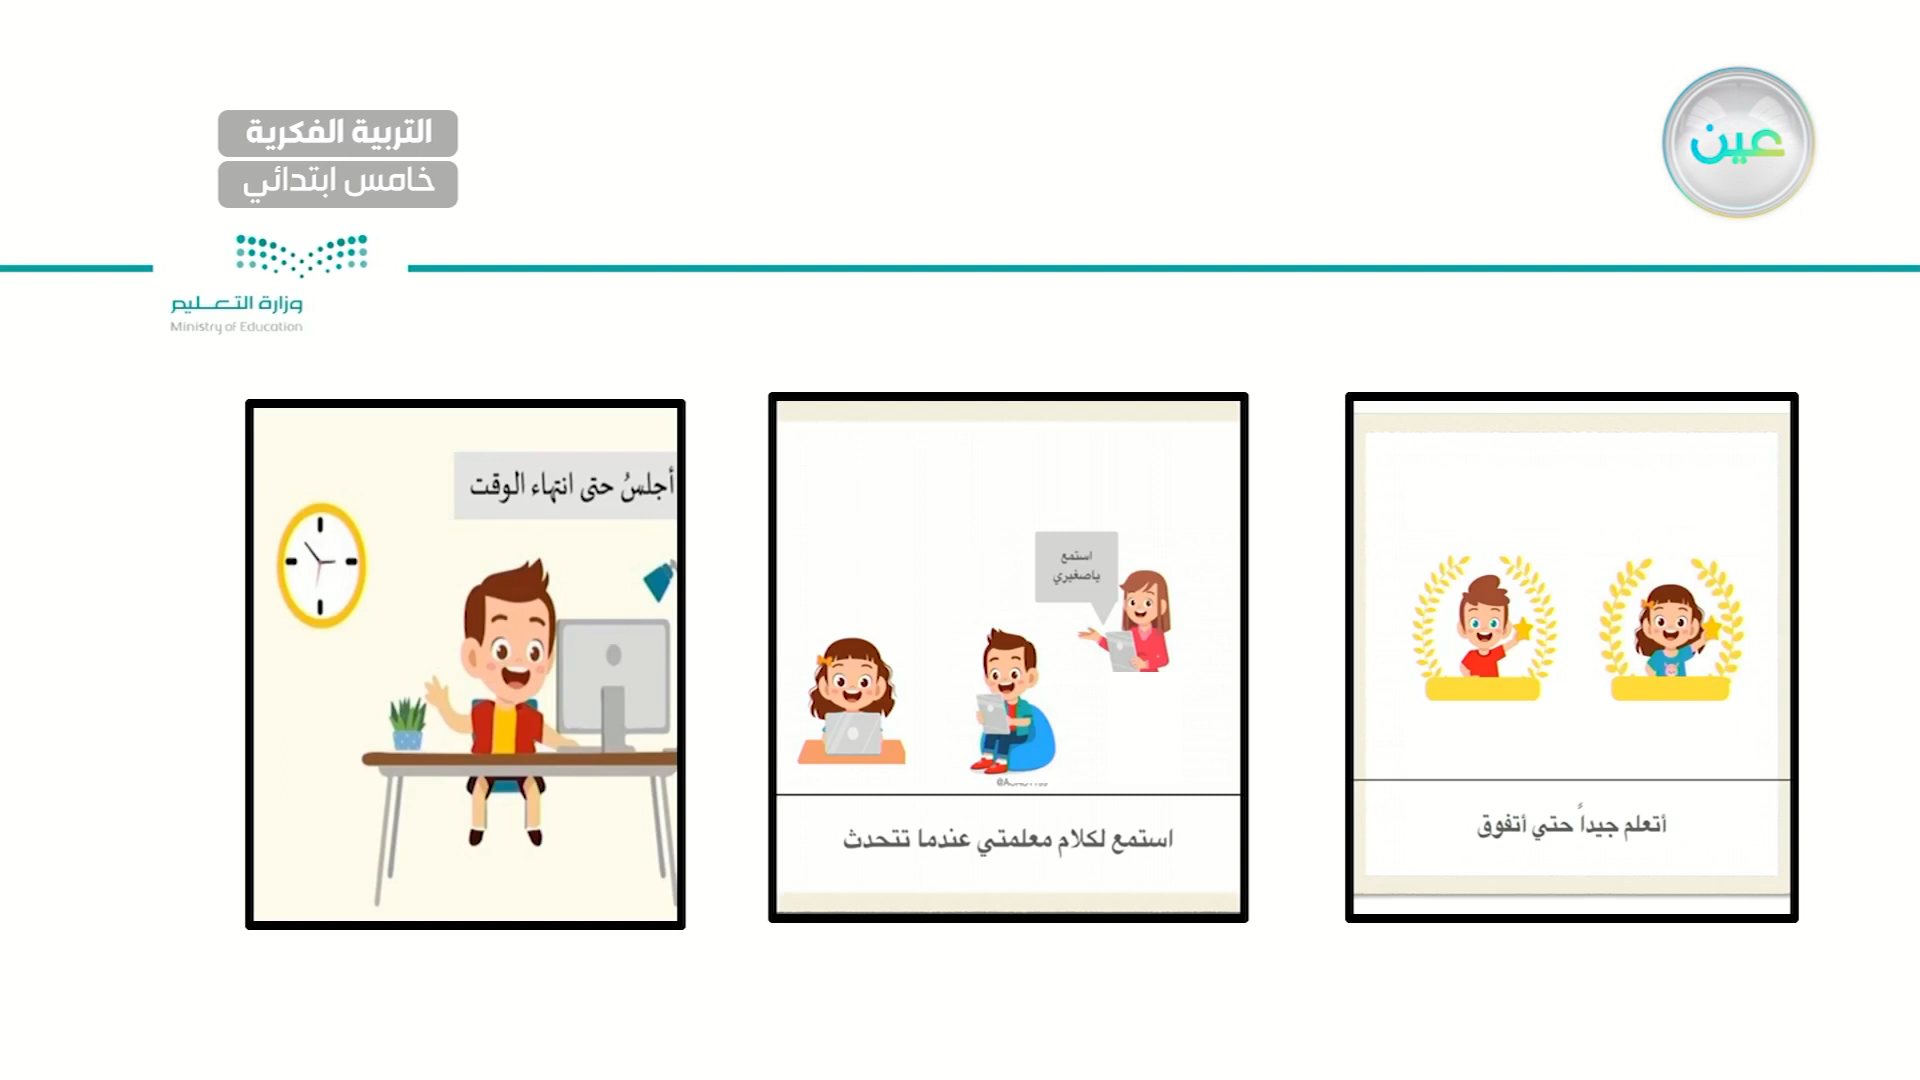 التربية الفكرية
خامس ابتدائي
عين
وزارة التعليم
Ministry of Education
أتعلم جيداً حتي أتفوق
استمع
ياصغيري
استمع لكلام معلمتي عندما تتحدث
أجلسُ حتى انتهاء الوقت